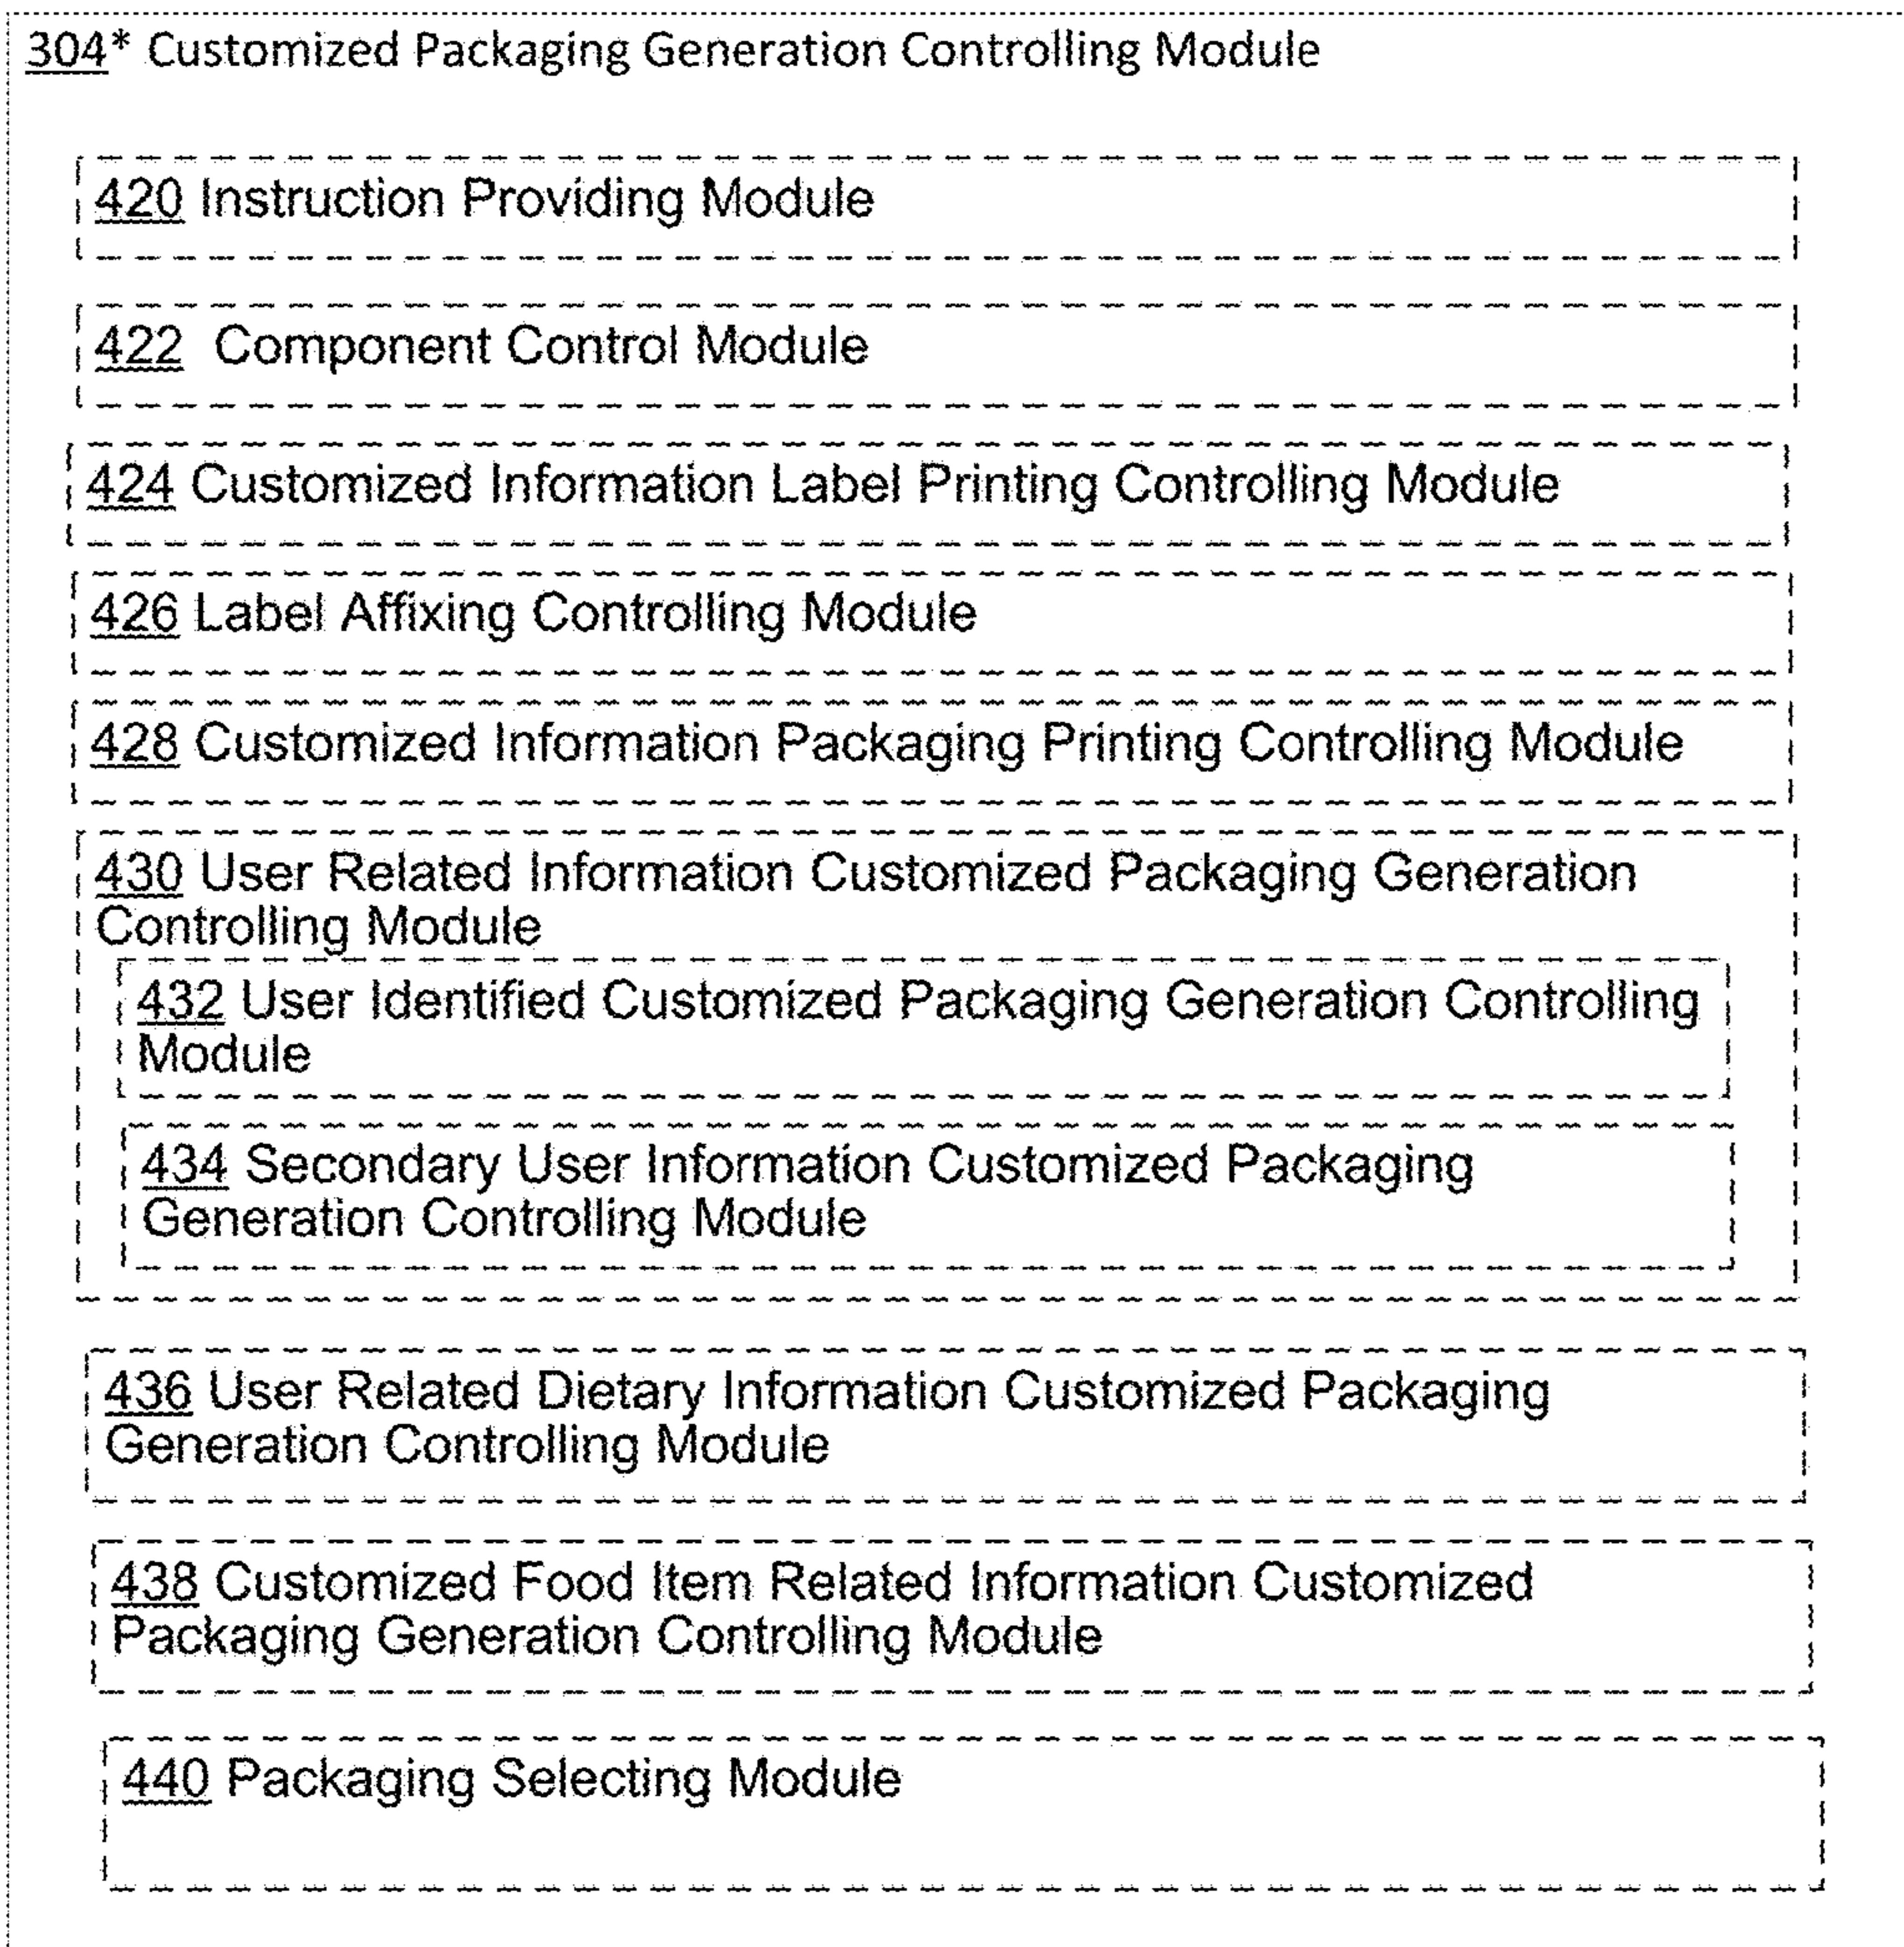 304* Customized Packaging Generation Controlling Module
420 Instruction Providing Module
422 Component Control Module
424 Customized Information Label Printing Controlling Module
426 Label Affixing Controlling Module
428 Customized Information Packaging Printing Controlling Module
430 User Related Information Customized Packaging Generation
Controlling Module
432 User Identified Customized Packaging Generation Controlling
Module
434 Secondary User Information Customized Packaging
Generation Controlling Module
436 User Related Dietary Information Customized Packaging
Generation Controlling Module
438 Customized Food Item Related Information Customized
Packaging Generation Controlling Module
440 Packaging Selecting Module